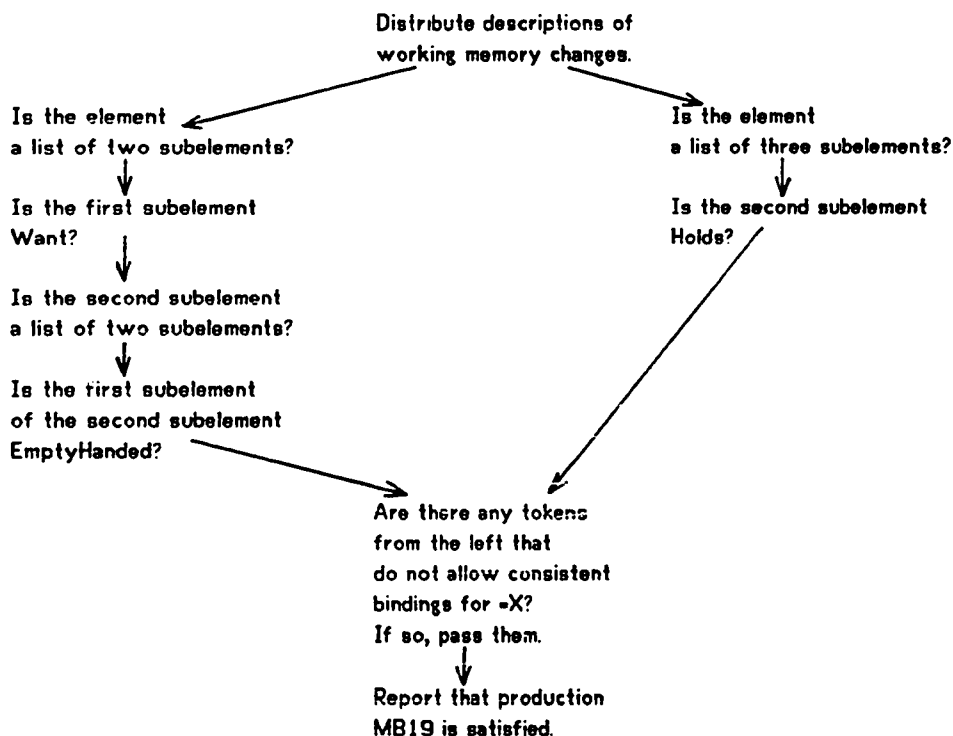 Distribute descriptions of
working memory changes.
Is the element
a list of two subelements?
Is the first subelement
Want?
Is the second subelement
a list of two subelements?
Is the first subelement
of the second subelement
EmptyHanded?
Is the element
a list of three subelements?
Is the second subelement
Holds?
Are there any tokens
from the left that
do not allow consistent
bindings for =X?
If so, pass them.
Report that production
MB19 is satisfied.